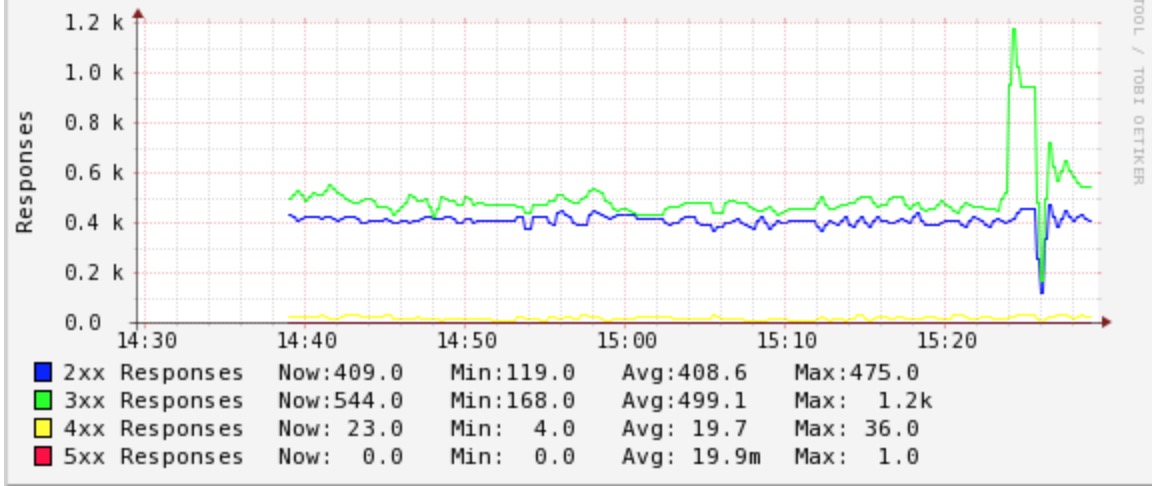 1.2 k
1.0 k
0.8 k
0.6 k
0.4 k
0.2 k
0.0
Responses
14:30 14:40 14:50 15:00 15:10 15:20
TOOL / TOBI OETIKER
2xx Responses Now:409.0 Min:119.0 Avg:408.6 Max:475.0
3xx Responses Now:544.0 Min:168.0 Avg:499.1 Max: 1.2k
4xx Responses Now: 23.0 Min: 4.0 Avg: 19.7 Max: 36.0
5xx Responses Now: 0.0 Min: 0.0 Avg: 19.9m Max: 1.0